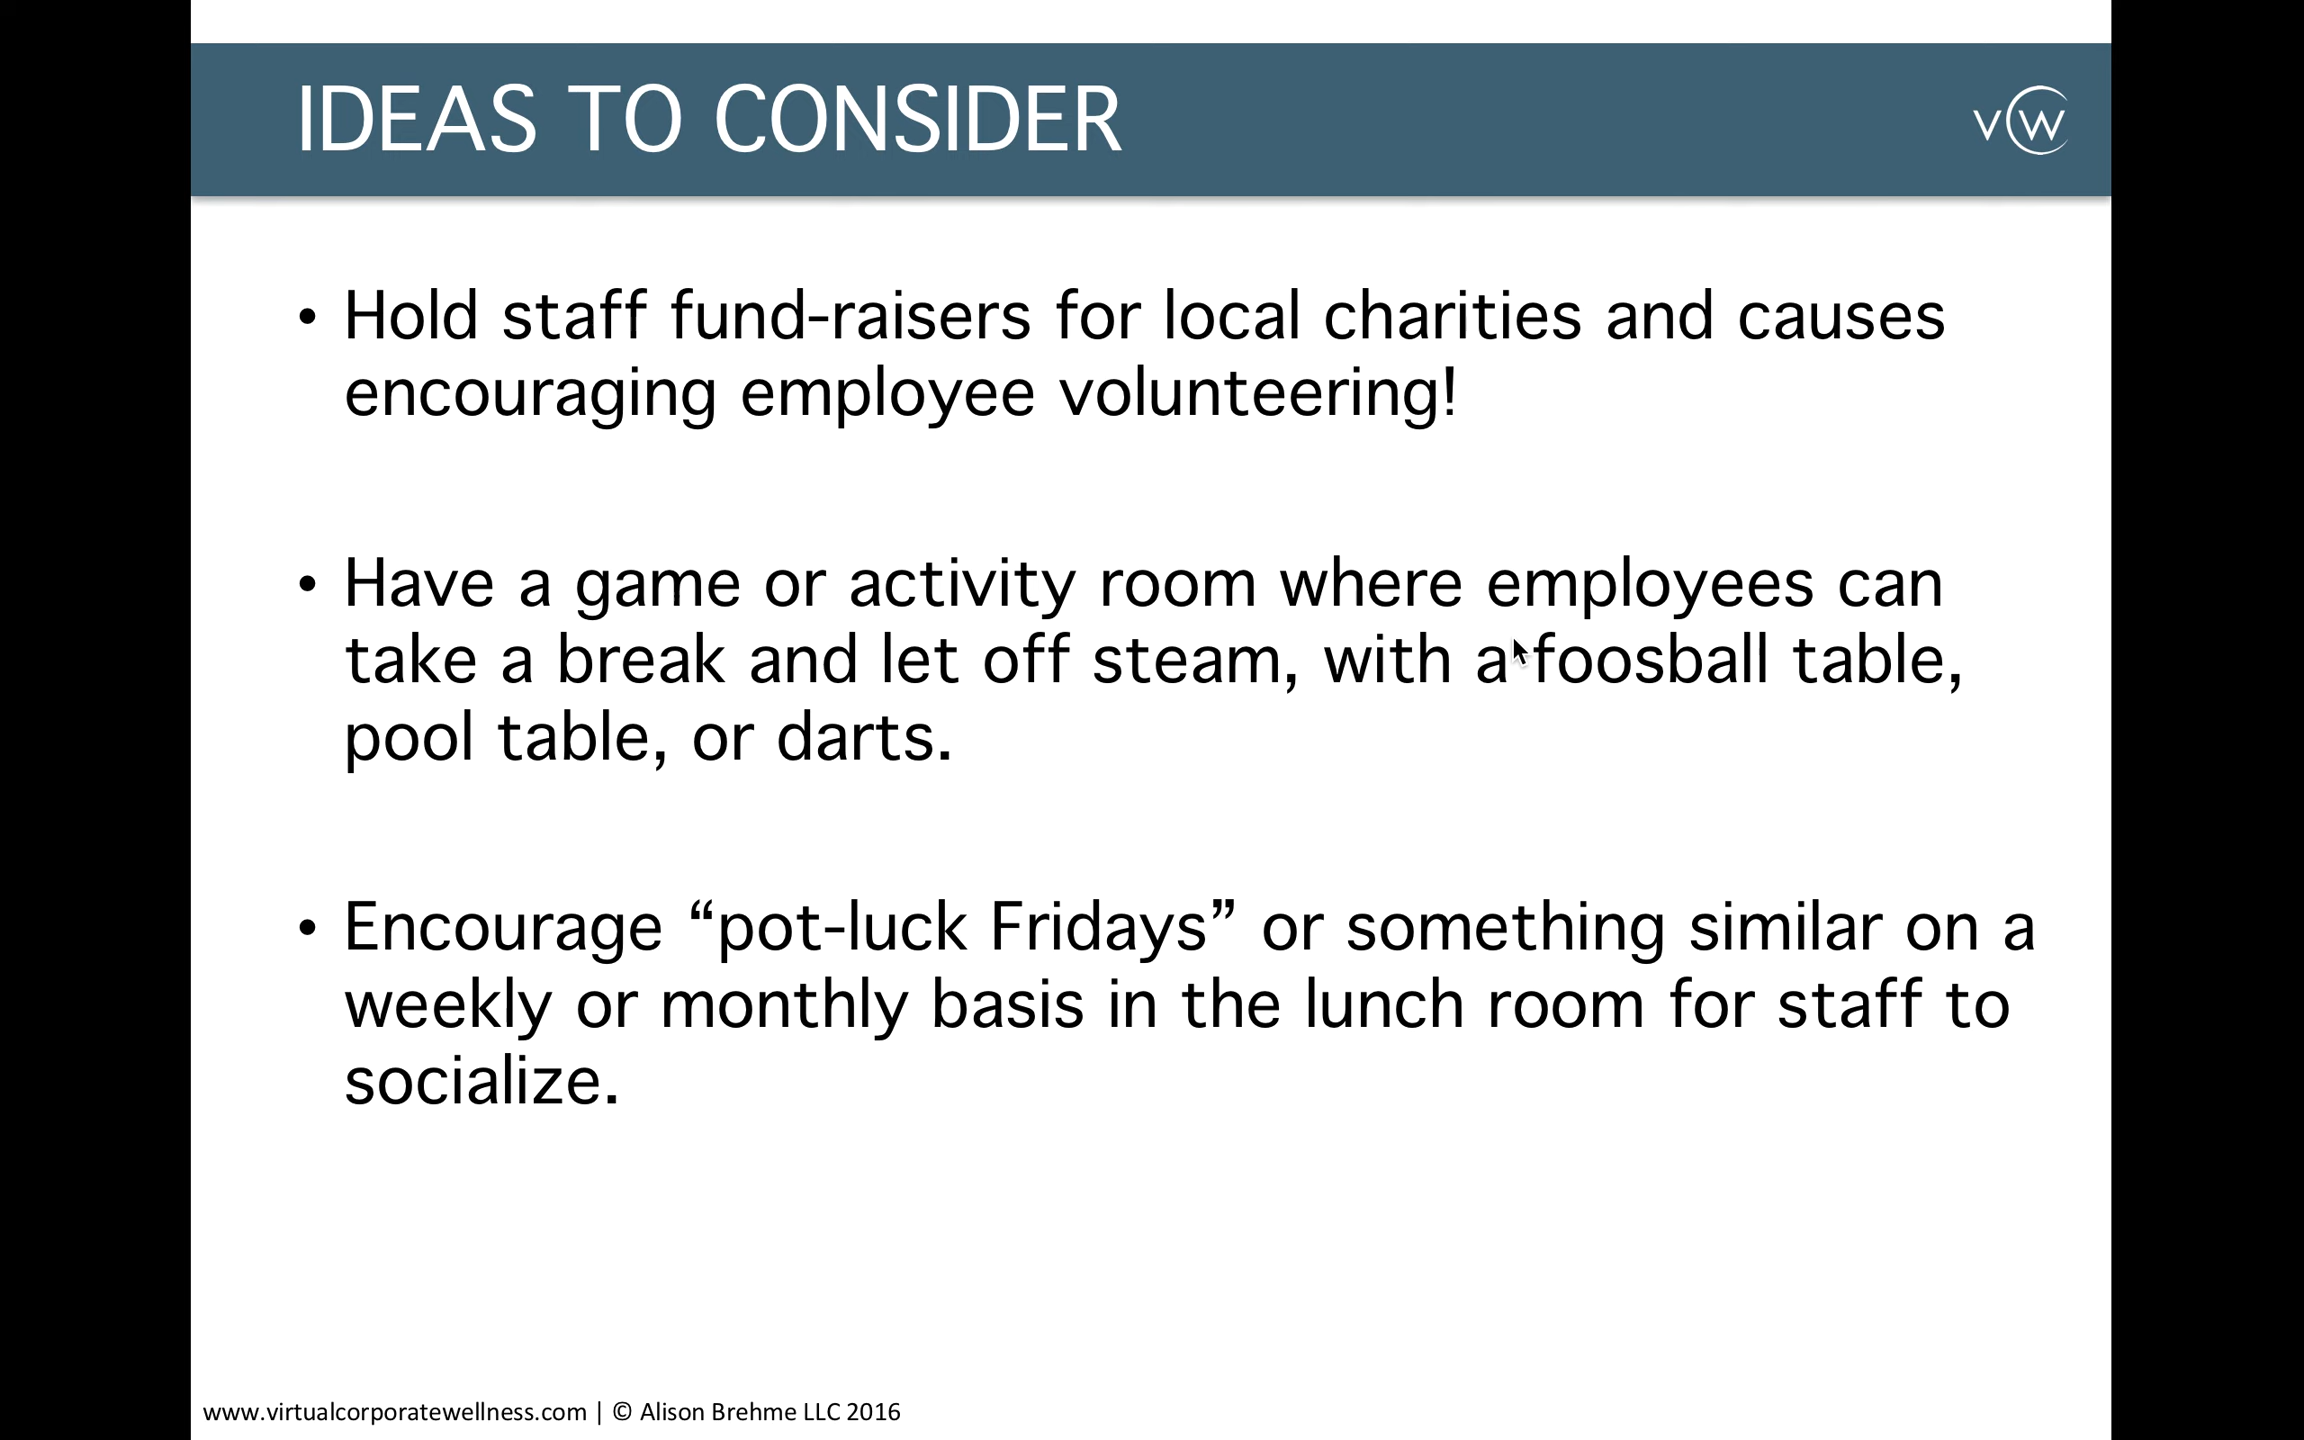 IDEAS TO CONSIDER
VCW
• Hold staff fund-raisers for local charities and causes
encouraging employee volunteering!
• Have a game or activity room where employees can
take a break and let off steam, with a foosball table,
pool table, or darts.
• Encourage “pot-luck Fridays” or something similar on a
weekly or monthly basis in the lunch room for staff to
socialize.
www.virtualcorporatewellness.com | © Alison Brehme LLC 2016